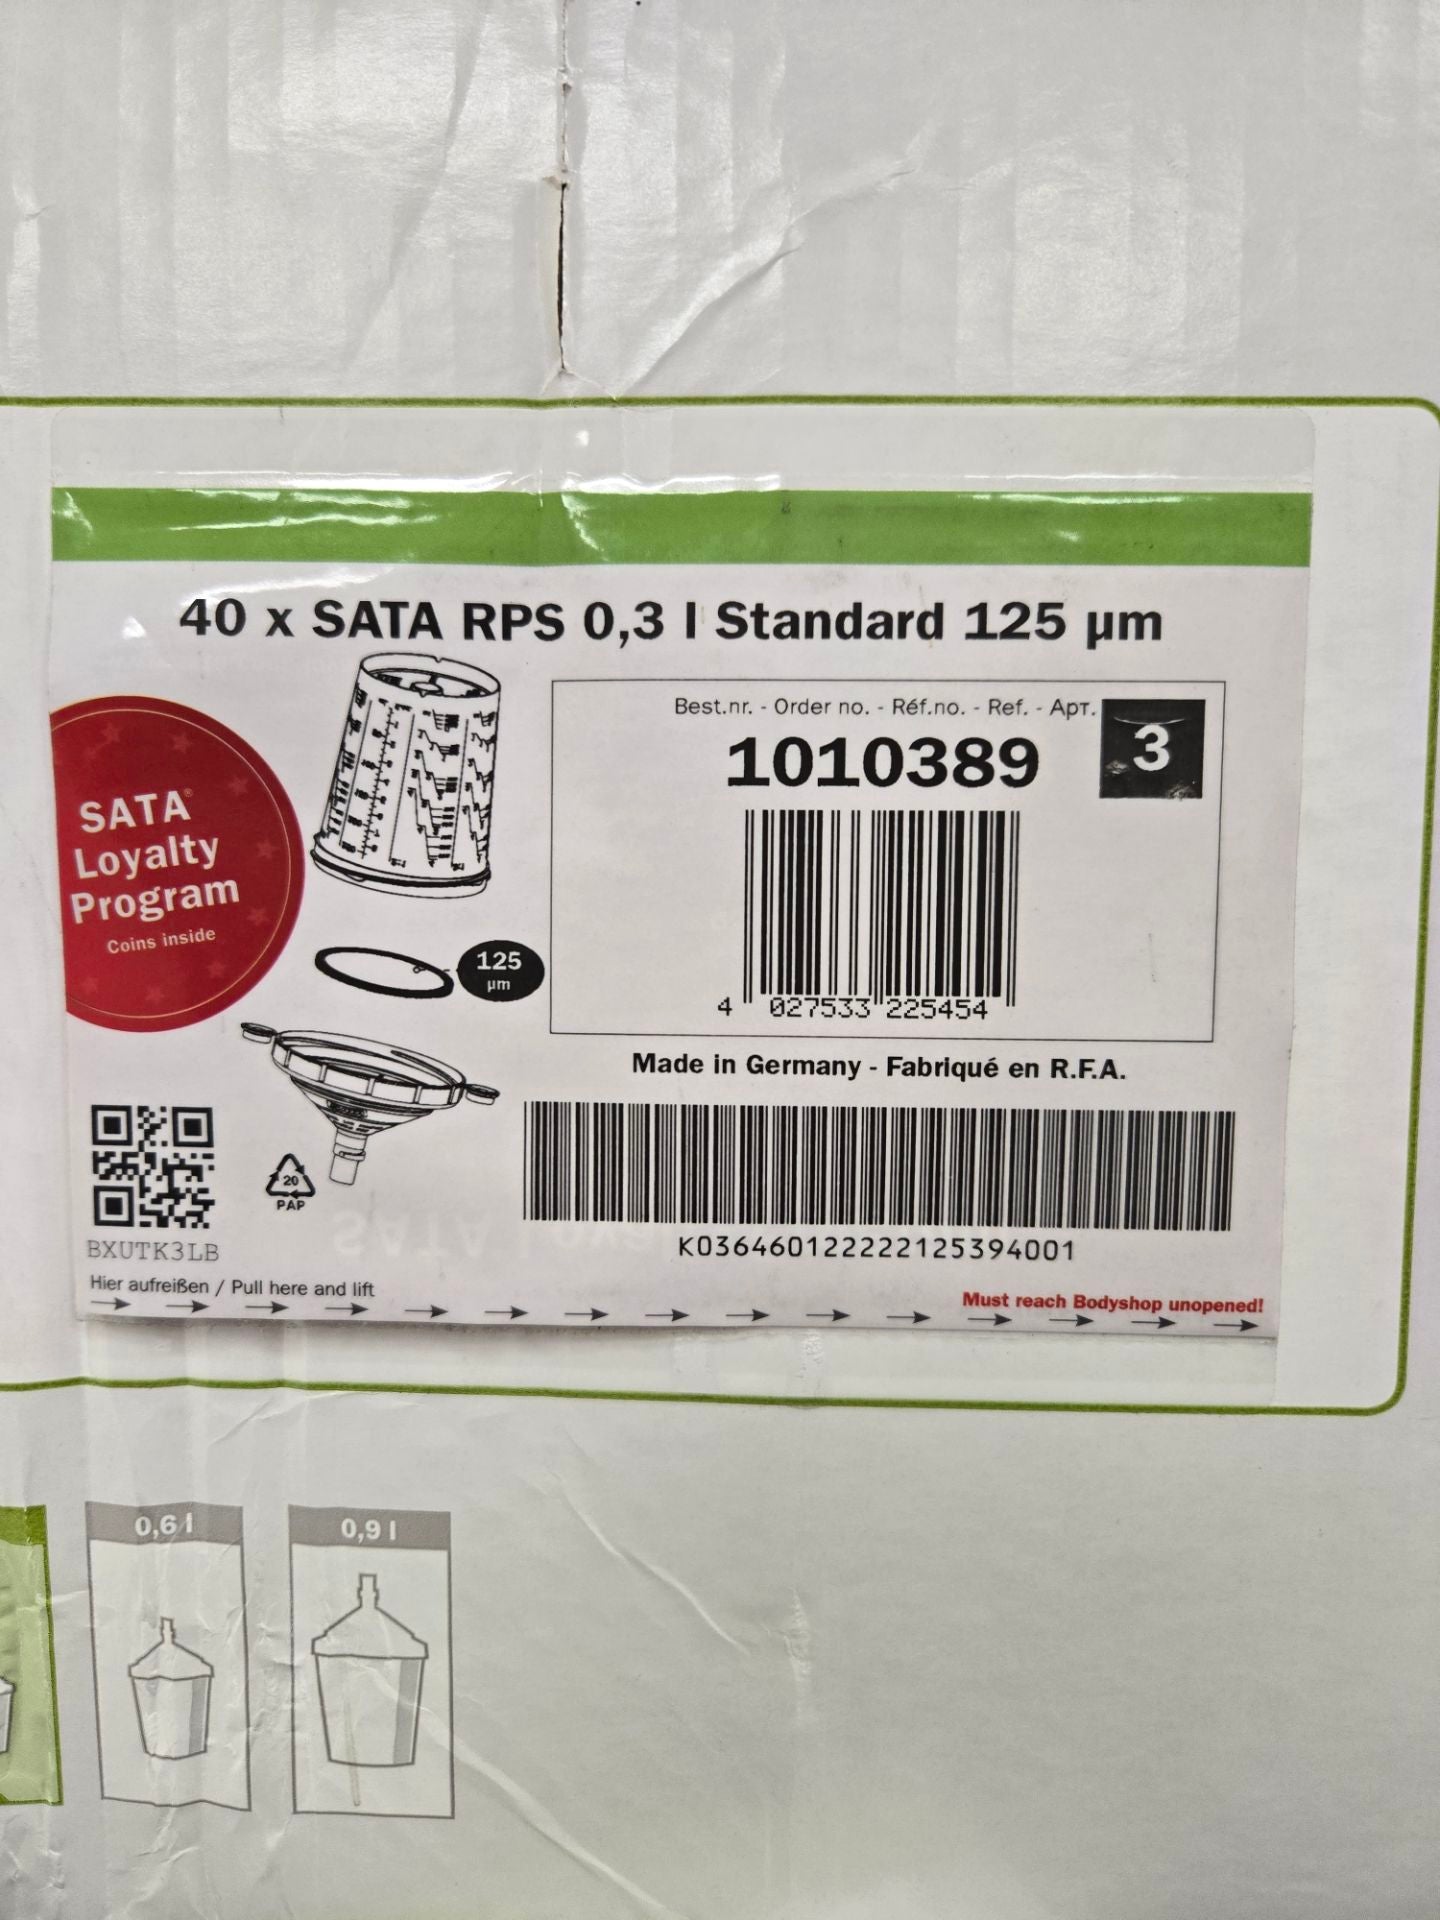 40 x SATA RPS 0,3 l Standard 125 µm
Best.nr. - Order no. - Réf.no. - Ref. - Арт.
1010389
3
SATA®
Loyalty
Program
Coins inside
125
µm
4 027533 225454
Made in Germany - Fabriqué en R.F.A.
20
PAP
BXUTK3LB
K0364601222222125394001
Hier aufreißen / Pull here and lift
Must reach Bodyshop unopened!
0,6 l
0,9 l